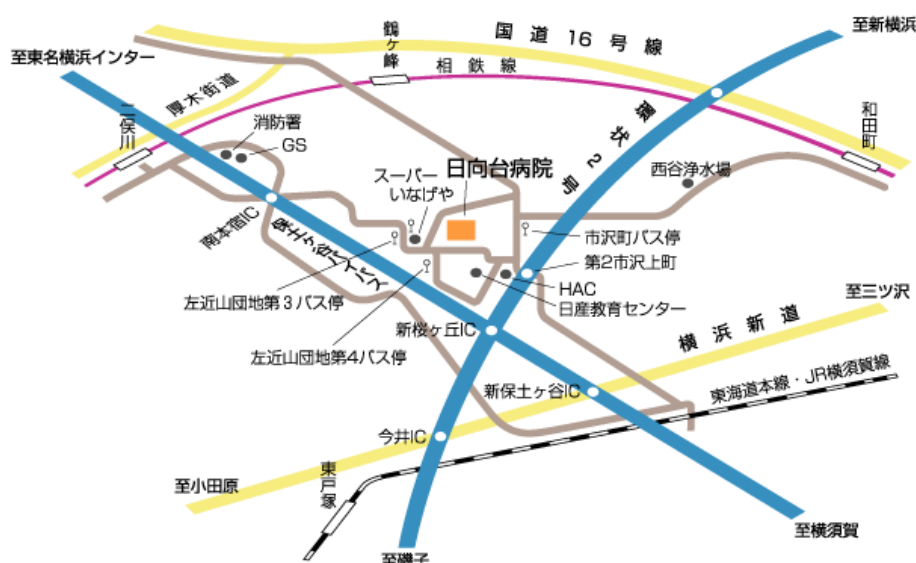 鶴ヶ峰
国道16号線
至新横浜
至東名横浜インター
相鉄線
厚木街道
環状2号
和田町
二俣川
消防署
GS
日向台病院
西谷浄水場
スーパー
いなげや
南本宿IC
保土ヶ谷バイパス
市沢町バス停
第2市沢上町
HAC
日産教育センター
左近山団地第3バス停
至三ツ沢
新桜ヶ丘IC
横浜新道
左近山団地第4バス停
新保土ヶ谷IC
東海道本線・JR横須賀線
今井IC
東戸塚
至小田原
至横須賀
至磯子